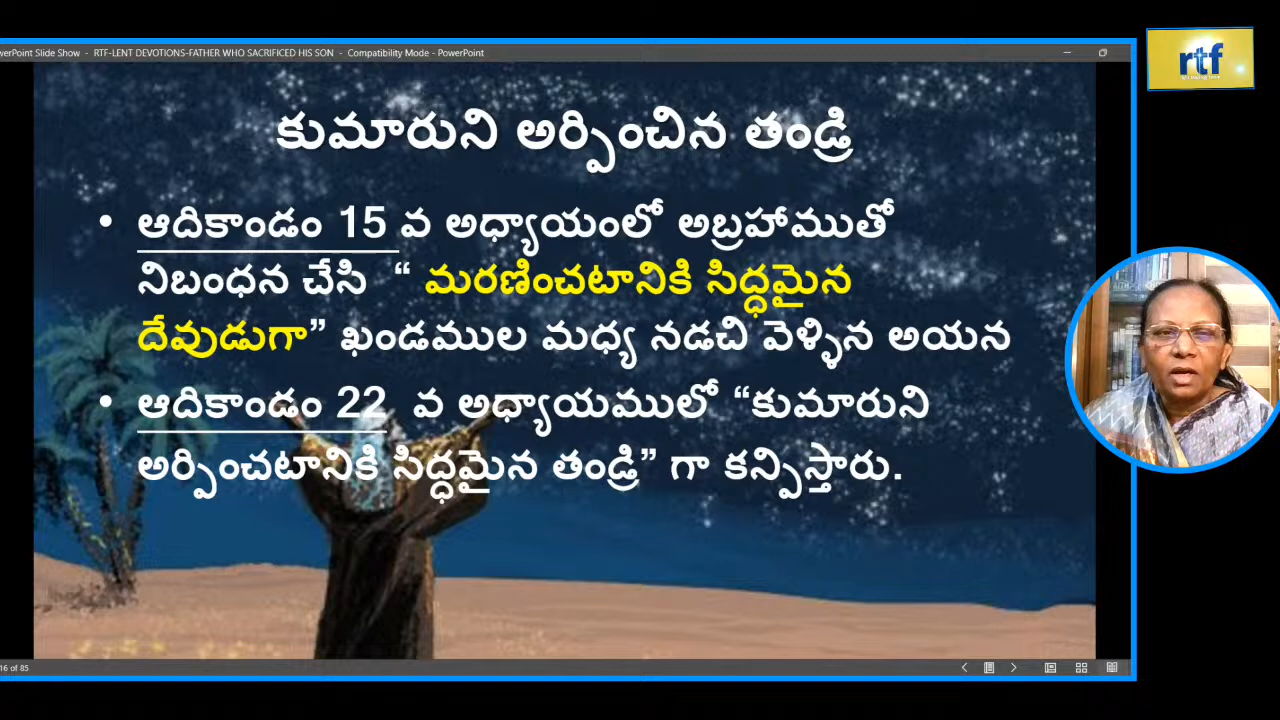 werPoint Slide Show - RTF-LENT DEVOTIONS-FATHER WHO SACRIFICED HIS SON - Compatibility Mode - PowerPoint
rtf
కుమారుని అర్పించిన తండ్రి
• ఆదికాండం 15 వ అధ్యాయంలో అబ్రహాముతో
నిబంధన చేసి “ మరణించటానికి సిద్ధమైన
దేవుడుగా” ఖండముల మధ్య నడచి వెళ్ళిన అయన
• ఆదికాండం 22 వ అధ్యాయములో “కుమారుని
అర్పించటానికి సిద్ధమైన తండ్రి” గా కన్పిస్తారు.
16 of 85